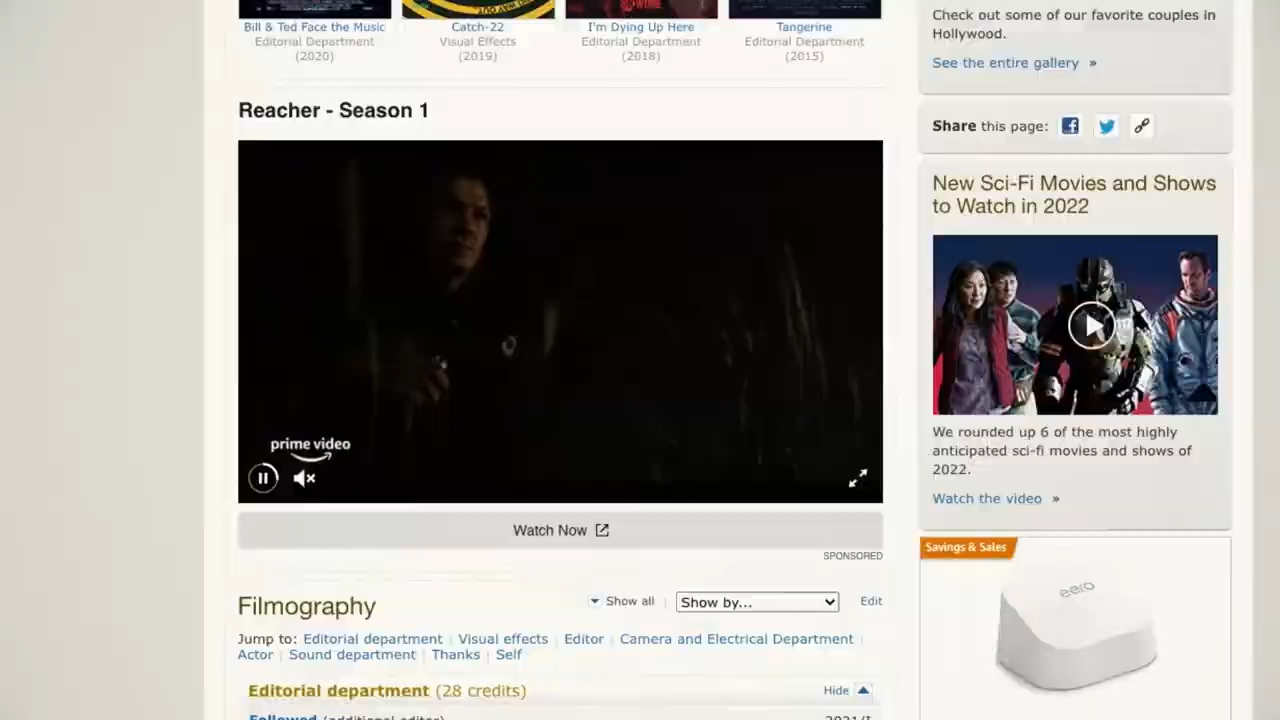 Bill & Ted Face the Music
Editorial Department
(2020)
Catch-22
Visual Effects
(2019)
I'm Dying Up Here
Editorial Department
(2018)
Tangerine
Editorial Department
(2015)
Reacher - Season 1
prime video
Watch Now
SPONSORED
Filmography
Show all
Show by...
Edit
Jump to: Editorial department | Visual effects | Editor | Camera and Electrical Department |
Actor | Sound department | Thanks | Self
Editorial department (28 credits)
Hide
Followed (additional editor)
2021/I
Check out some of our favorite couples in
Hollywood.
See the entire gallery »
Share this page:
New Sci-Fi Movies and Shows
to Watch in 2022
We rounded up 6 of the most highly
anticipated sci-fi movies and shows of
2022.
Watch the video »
Savings & Sales
eero